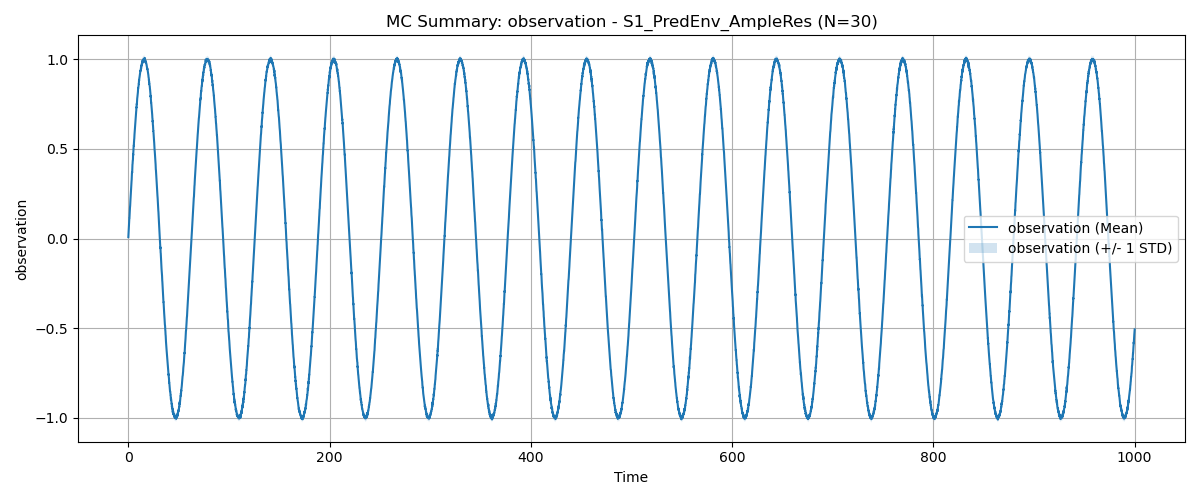 MC Summary: observation - S1_PredEnv_AmpleRes (N=30)
1.0
0.5
0.0
−0.5
−1.0
observation
observation (Mean)
observation (+/- 1 STD)
0 200 400 600 800 1000
Time